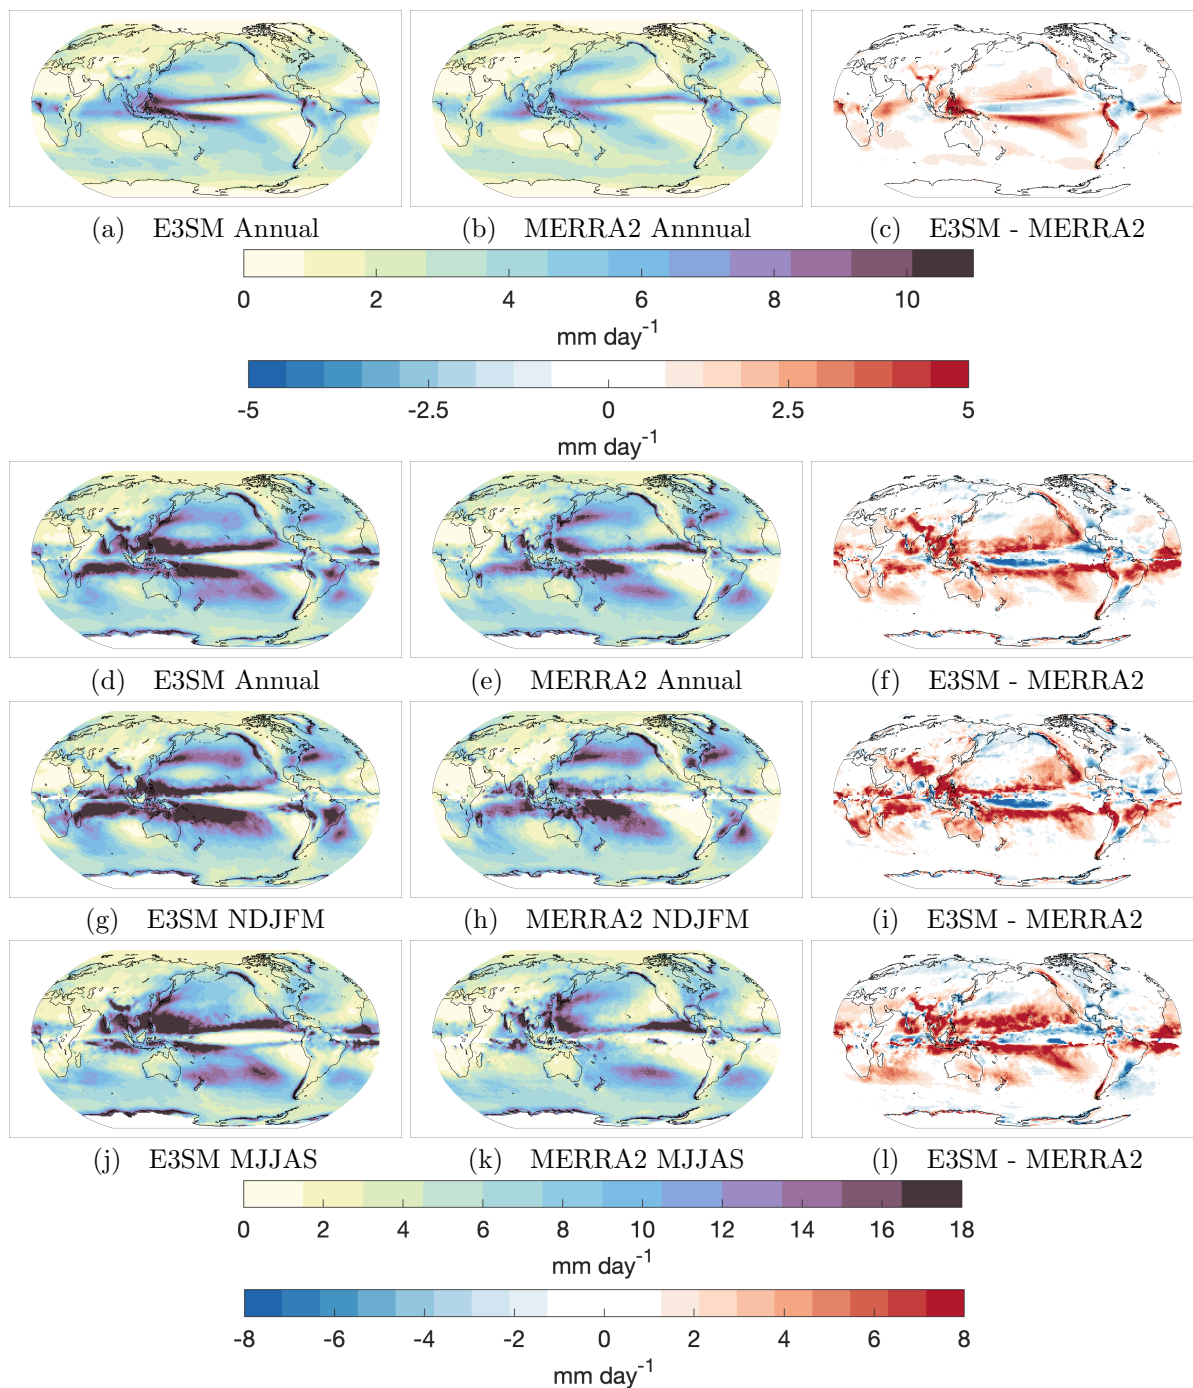 (a) E3SM Annual
(b) MERRA2 Annnual
(c) E3SM - MERRA2
0 2 4 6 8 10
mm day-1
-5 -2.5 0 2.5 5
mm day-1
(d) E3SM Annual
(e) MERRA2 Annual
(f) E3SM - MERRA2
(g) E3SM NDJFM
(h) MERRA2 NDJFM
(i) E3SM - MERRA2
(j) E3SM MJJAS
(k) MERRA2 MJJAS
(l) E3SM - MERRA2
0 2 4 6 8 10 12 14 16 18
mm day-1
-8 -6 -4 -2 0 2 4 6 8
mm day-1